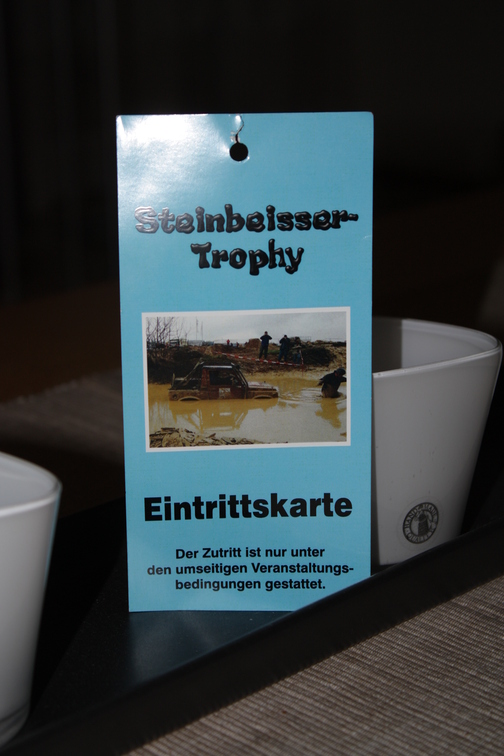 Steinbeisser-
Trophy
Eintrittskarte
Der Zutritt ist nur unter
den umseitigen Veranstaltungs-
bedingungen gestattet.